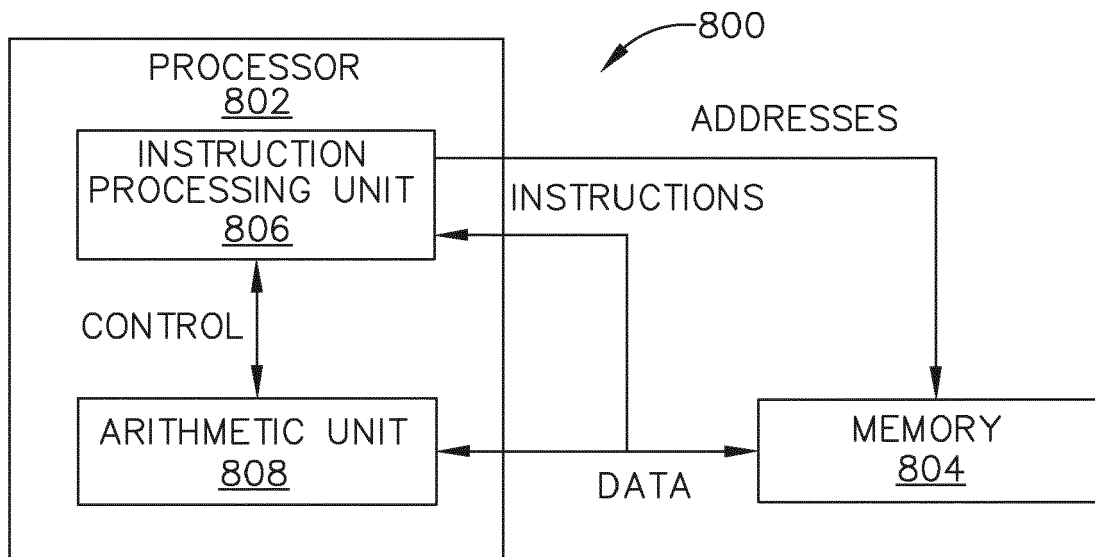 800
PROCESSOR
802
ADDRESSES
INSTRUCTION
PROCESSING UNIT
806
INSTRUCTIONS
CONTROL
ARITHMETIC UNIT
808
DATA
MEMORY
804